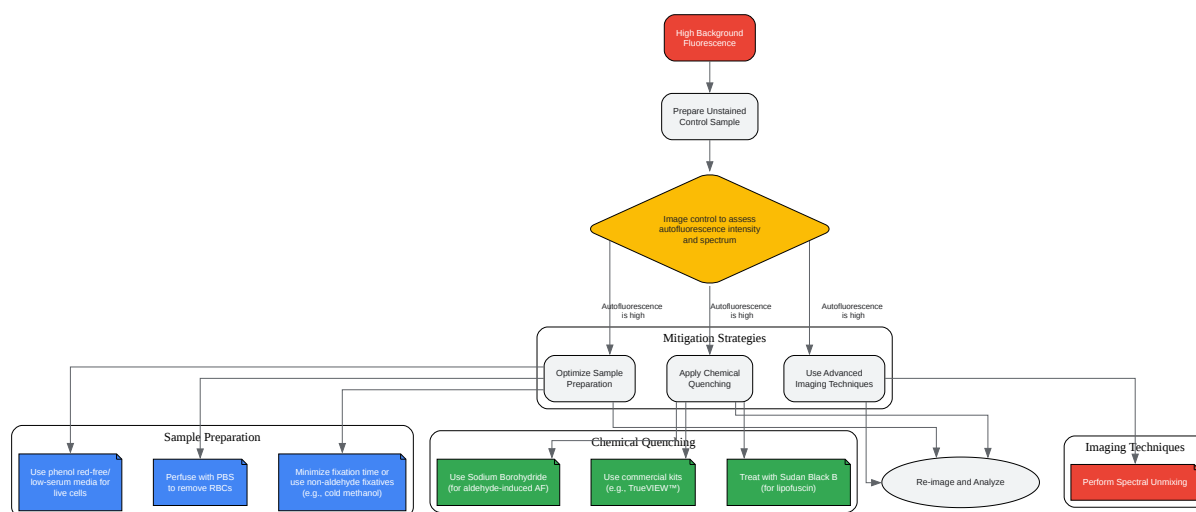 High Background
Fluorescence
Prepare Unstained
Control Sample
Image control to assess
autofluorescence intensity
and spectrum
Autofluorescence
is high
Autofluorescence
is high
Autofluorescence
is high
Mitigation Strategies
Optimize Sample
Preparation
Apply Chemical
Quenching
Use Advanced
Imaging Techniques
Sample Preparation
Use phenol red-free/
low-serum media for
live cells
Perfuse with PBS
to remove RBCs
Minimize fixation time or
use non-aldehyde fixatives
(e.g., cold methanol)
Chemical Quenching
Use Sodium Borohydride
(for aldehyde-induced AF)
Use commercial kits
(e.g., TrueVIEW™)
Treat with Sudan Black B
(for lipofuscin)
Re-image and Analyze
Imaging Techniques
Perform Spectral Unmixing